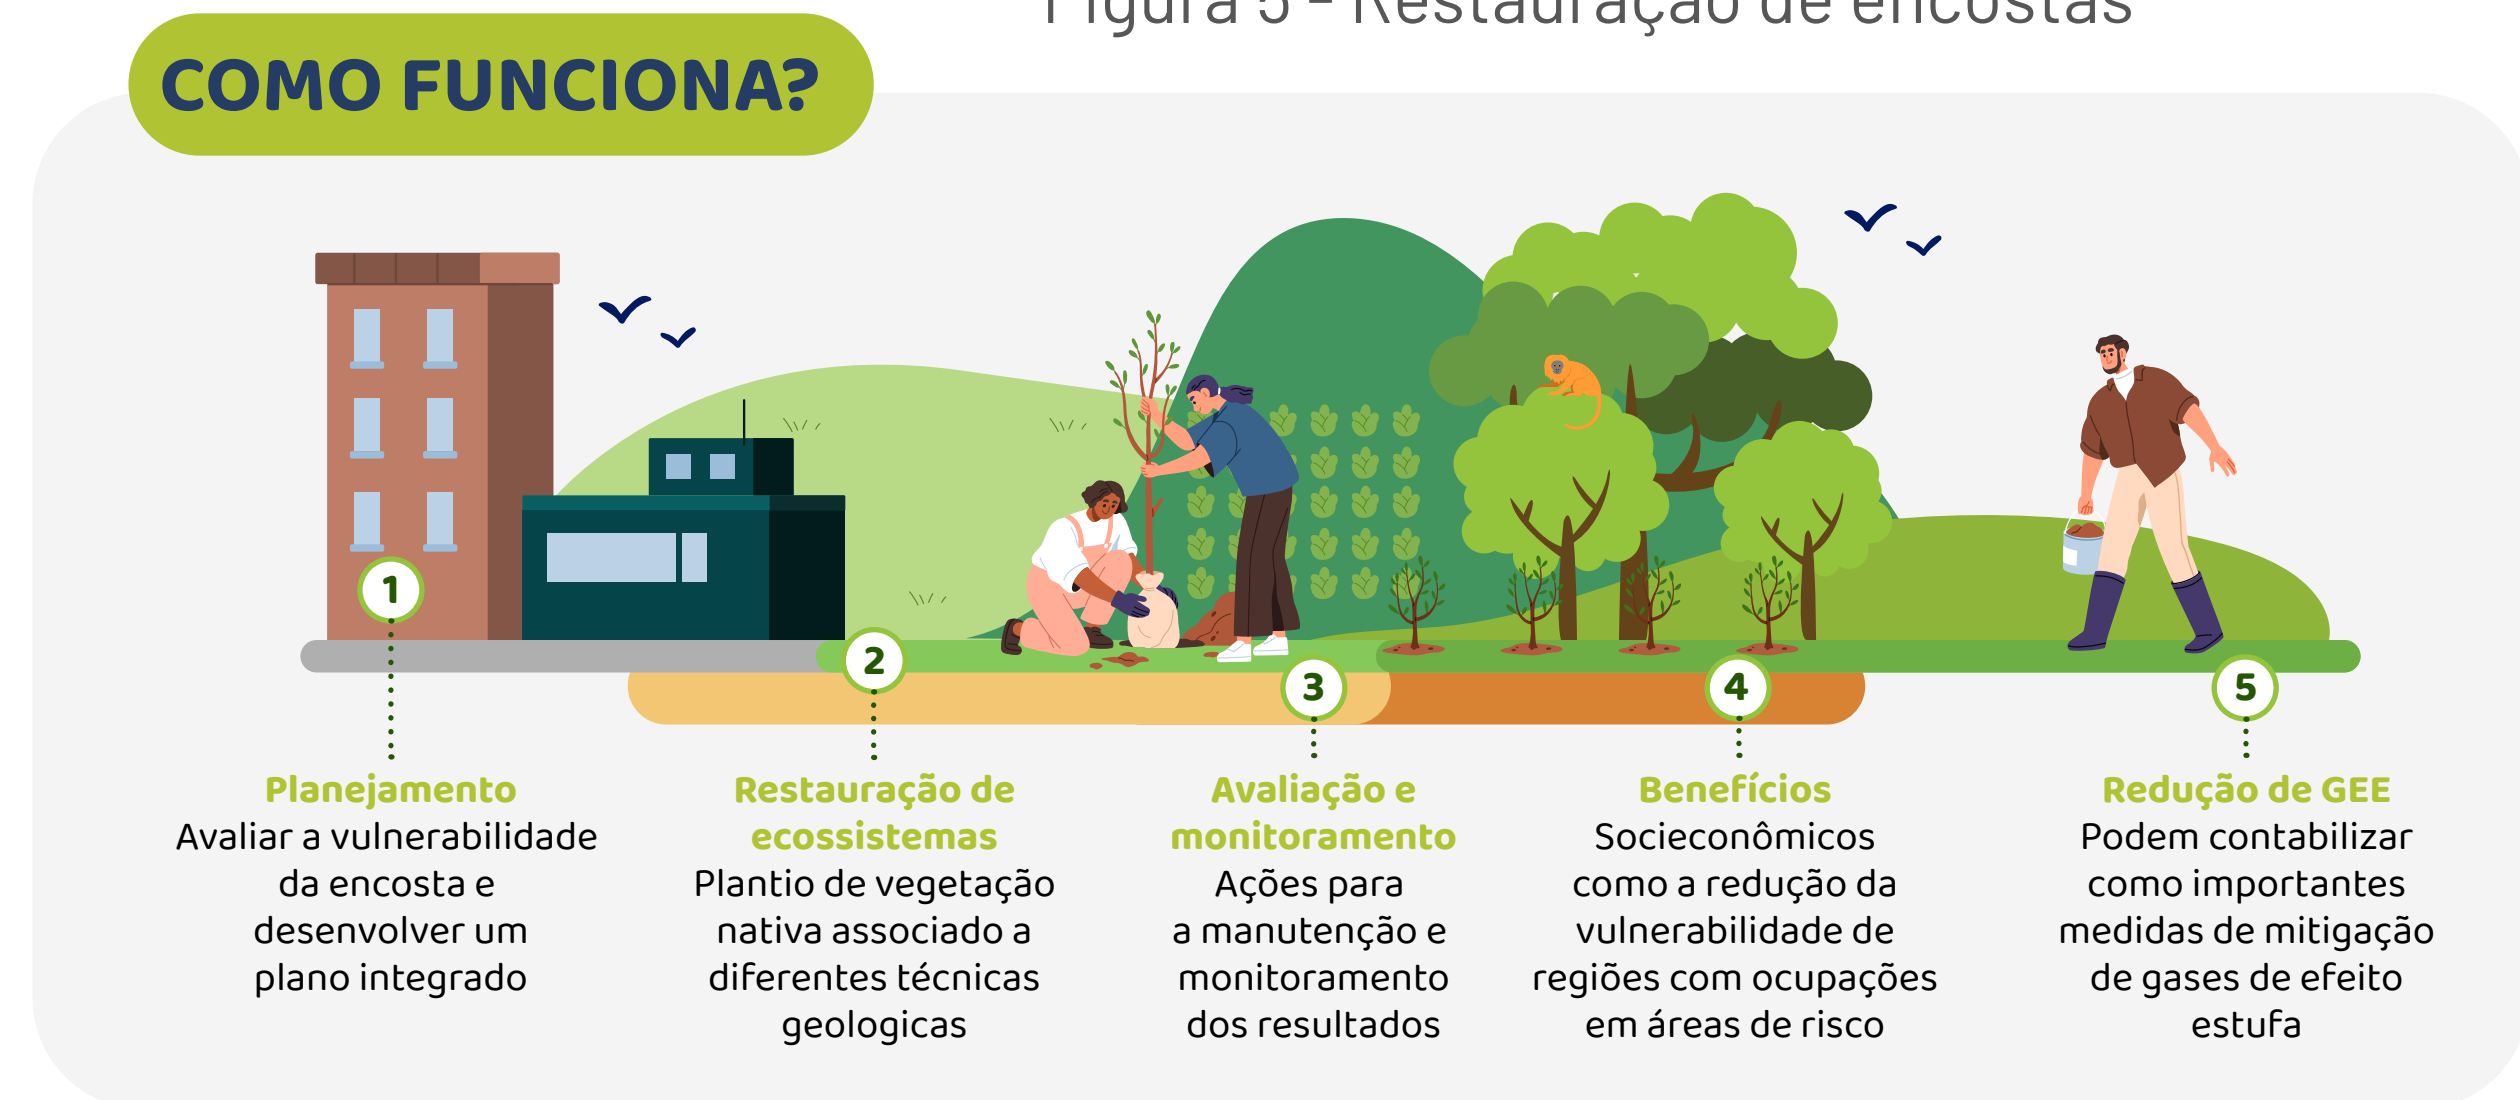 Figura 5 - Restauração de encostas
COMO FUNCIONA?
1
2
3
4
5
Planejamento
Avaliar a vulnerabilidade
da encosta e
desenvolver um
plano integrado
Restauração de
ecossistemas
Plantio de vegetação
nativa associado a
diferentes técnicas
geologicas
Avaliação e
monitoramento
Ações para
a manutenção e
monitoramento
dos resultados
Benefícios
Socieconômicos
como a redução da
vulnerabilidade de
regiões com ocupações
em áreas de risco
Redução de GEE
Podem contabilizar
como importantes
medidas de mitigação
de gases de efeito
estufa